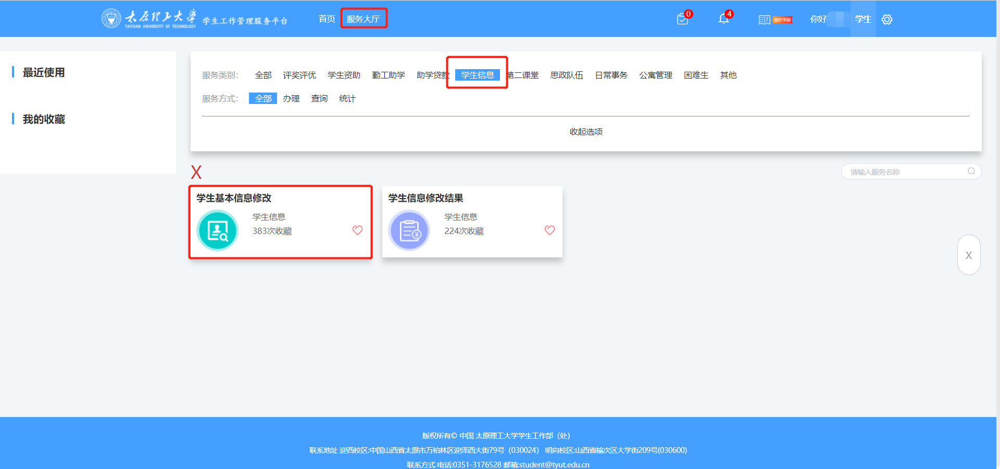 太原理工大学
TAIYUAN UNIVERSITY OF TECHNOLOGY
学生工作管理服务平台
首页
服务大厅
0
4
操作手册
你好
学生
最近使用
我的收藏
服务类别： 全部 评奖评优 学生资助 勤工助学 助学贷款 学生信息 第二课堂 思政队伍 日常事务 公寓管理 困难生 其他
服务方式： 全部 办理 查询 统计
收起选项
X
请输入服务名称
学生基本信息修改
学生信息
383次收藏
学生信息修改结果
学生信息
224次收藏
X
版权所有© 中国 太原理工大学学生工作部（处）
联系地址 迎西校区:中国山西省太原市万柏林区迎泽西大街79号（030024） 明向校区:山西省榆次区大学街209号(030600)
联系方式 电话:0351-3176528 邮箱:student@tyut.edu.cn